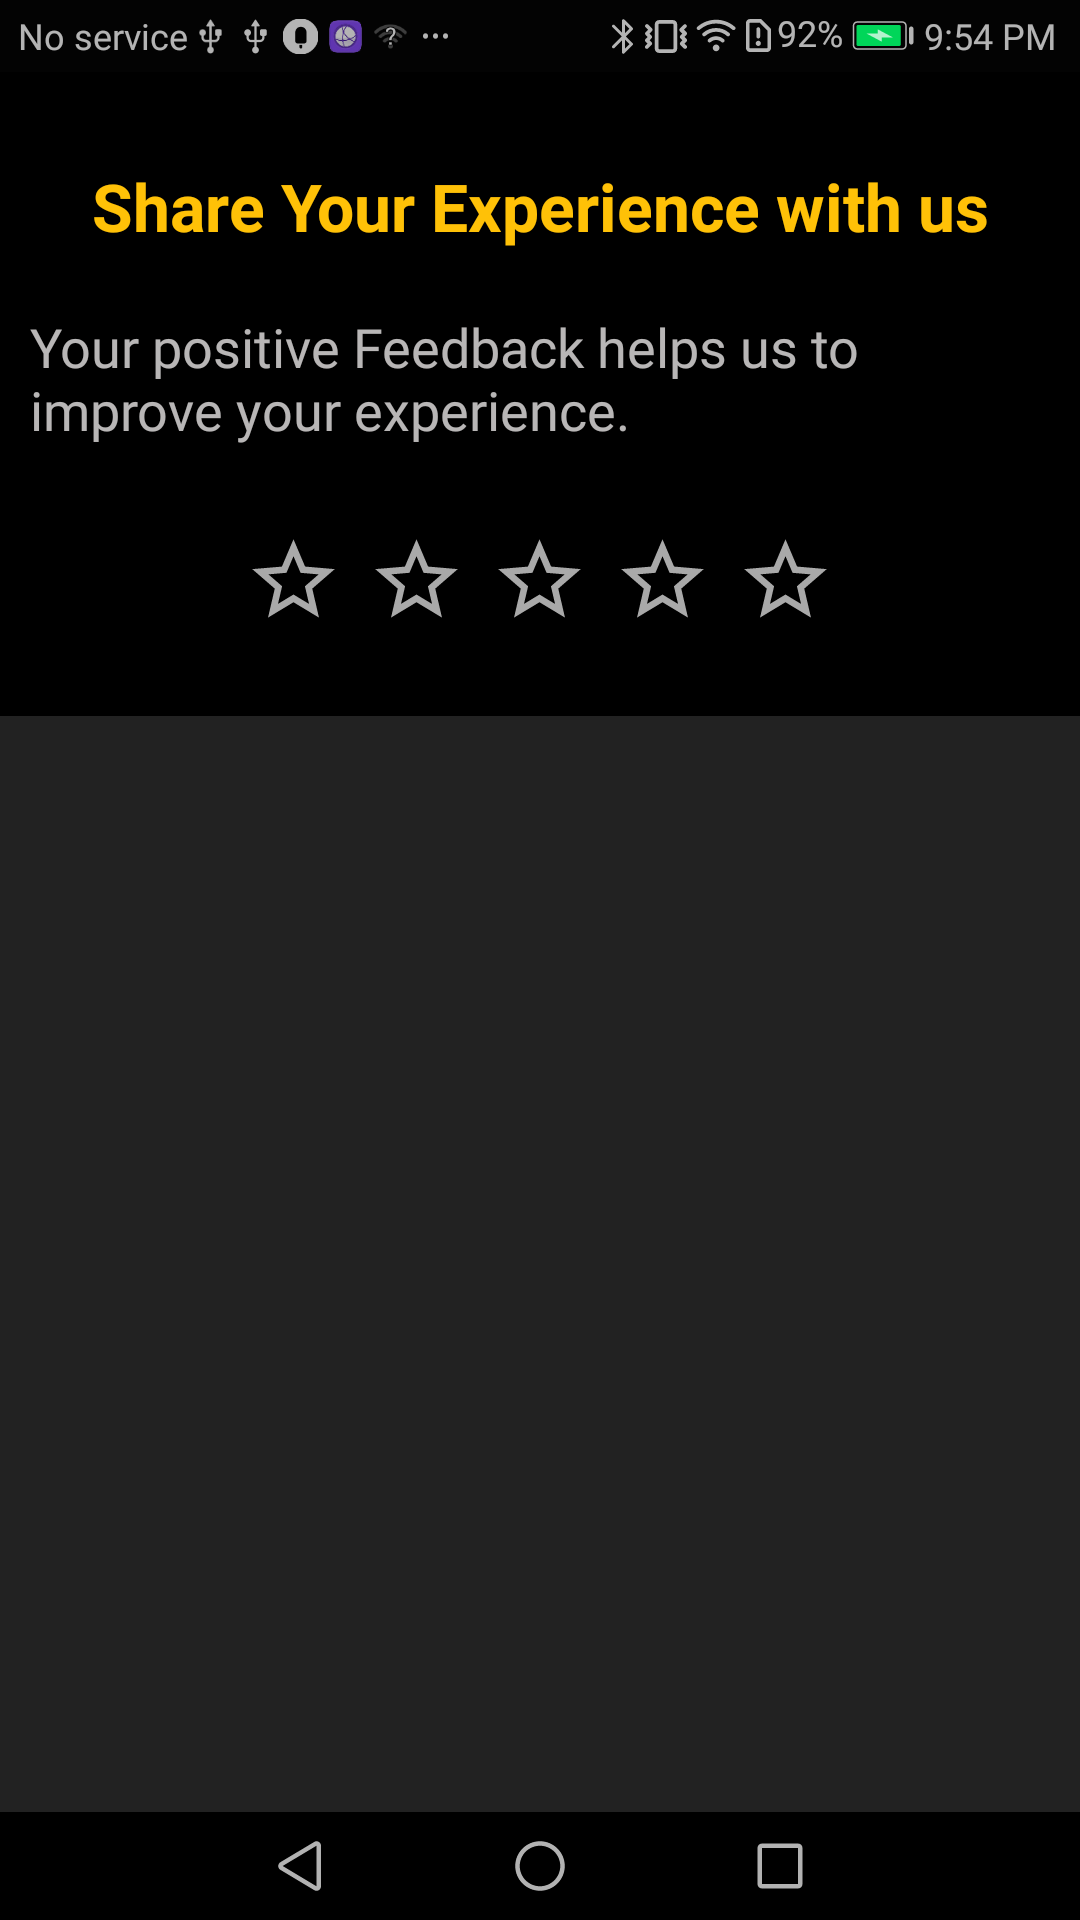 No service 92% 9:54 PM
Share Your Experience with us
Your positive Feedback helps us to
improve your experience.